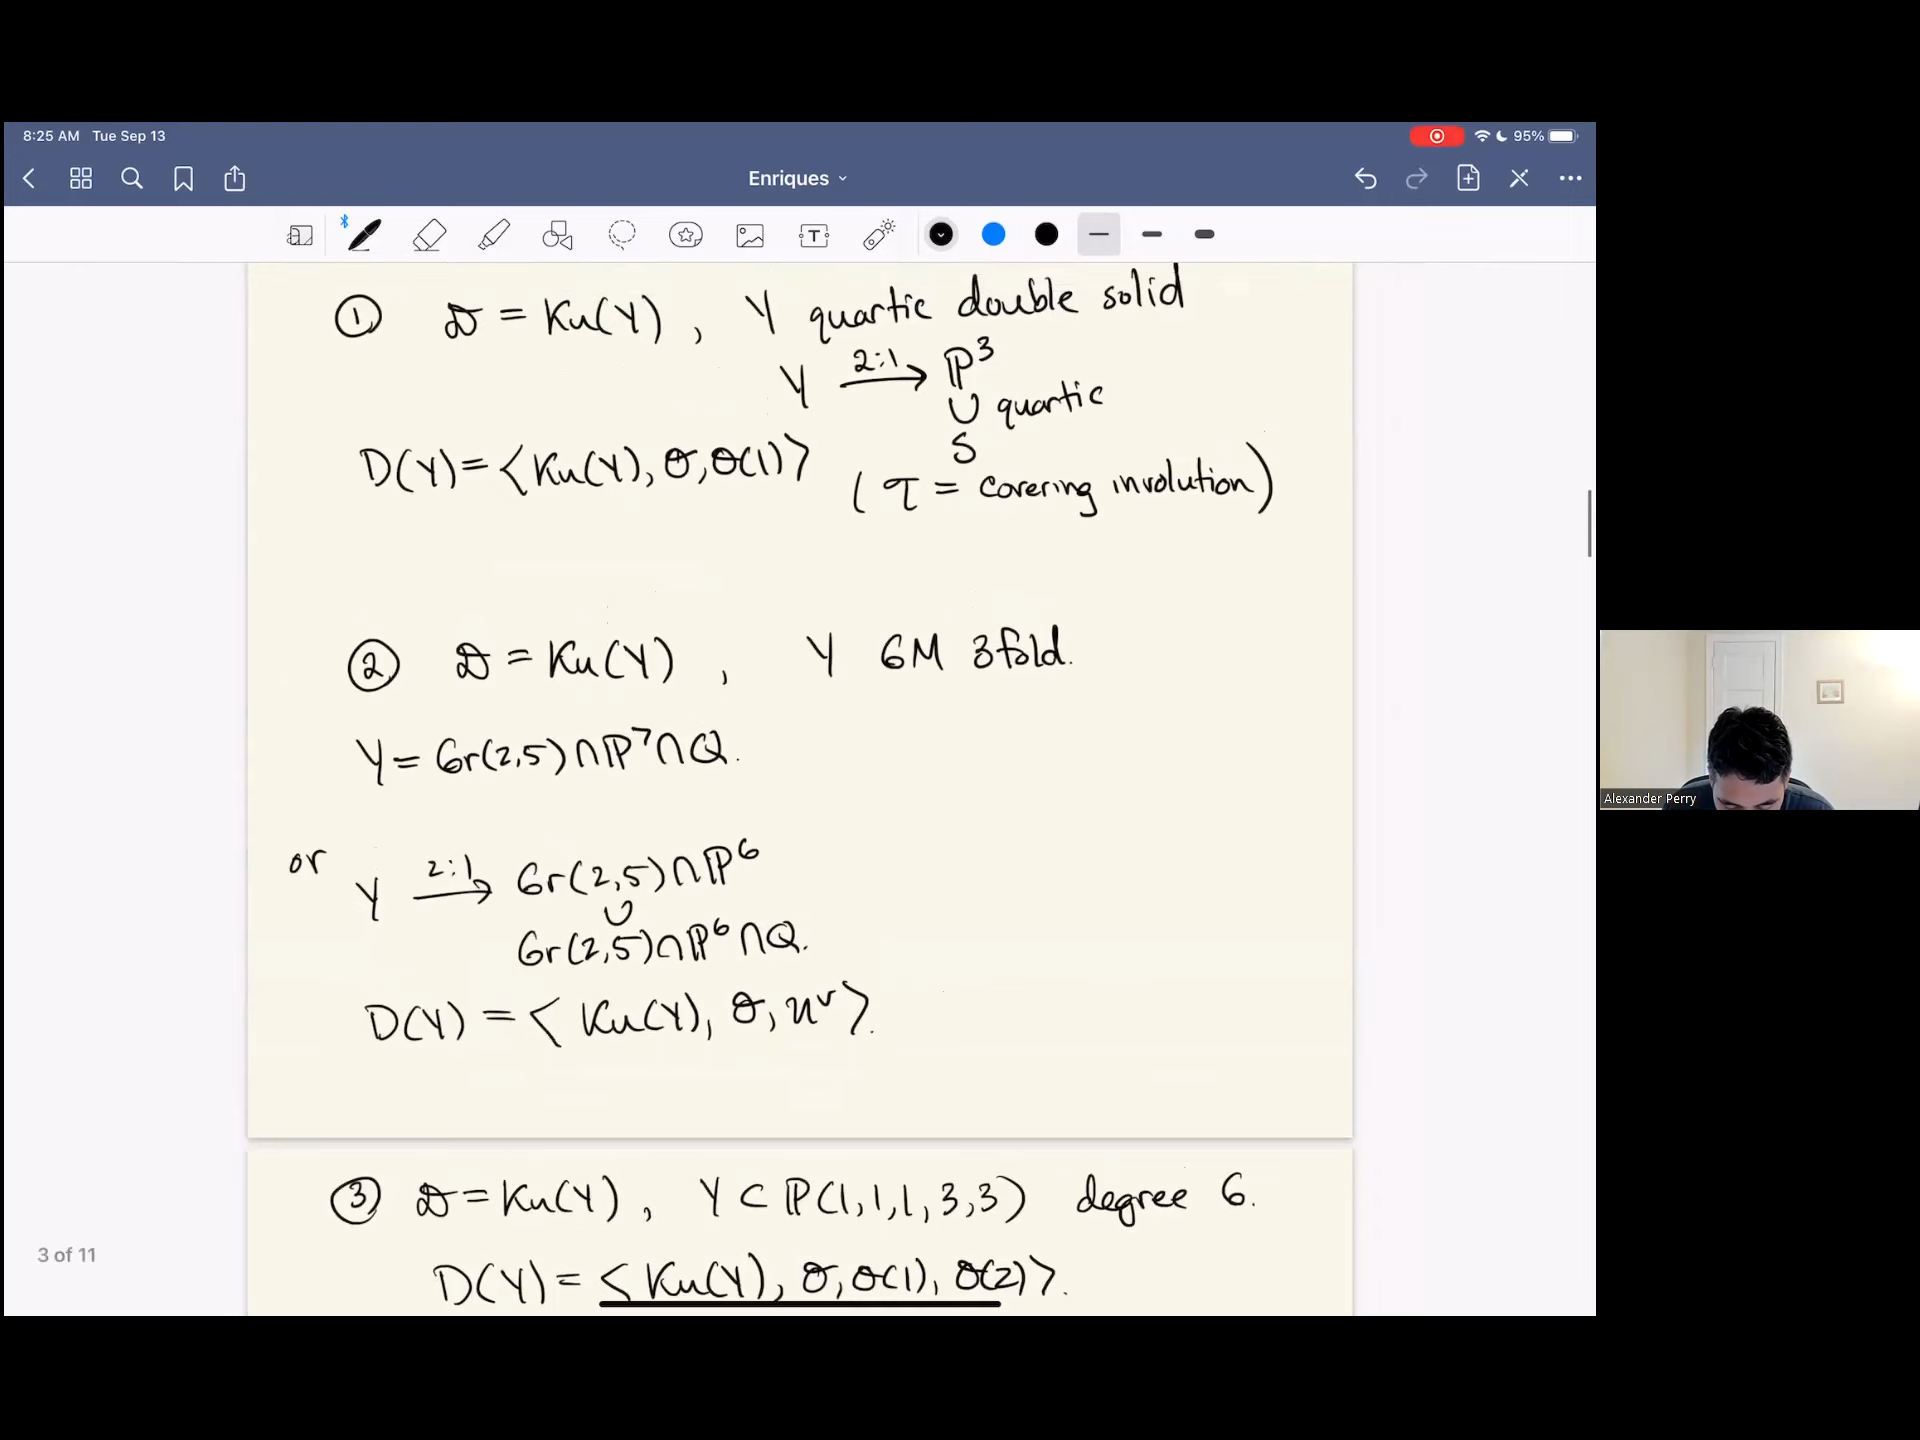 8:25 AM Tue Sep 13
95%
Enriques
① 𝒟 = Ku(Y), Y quartic double solid
Y 2:1→ ℙ³
∪ quartic
S
D(Y) = ⟨Ku(Y), 𝒪, 𝒪(1)⟩ (τ = covering involution)
② 𝒟 = Ku(Y), Y GM 3fold.
Y = Gr(2,5) ∩ ℙ⁷ ∩ Q.
or Y 2:1→ Gr(2,5) ∩ ℙ⁶
∪
Gr(2,5) ∩ ℙ⁶ ∩ Q.
D(Y) = ⟨Ku(Y), 𝒪, 𝒰ᵛ⟩.
③ 𝒟 = Ku(Y), Y ⊂ ℙ(1,1,1,3,3) degree 6.
D(Y) = ⟨Ku(Y), 𝒪, 𝒪(1), 𝒪(2)⟩.
3 of 11
Alexander Perry